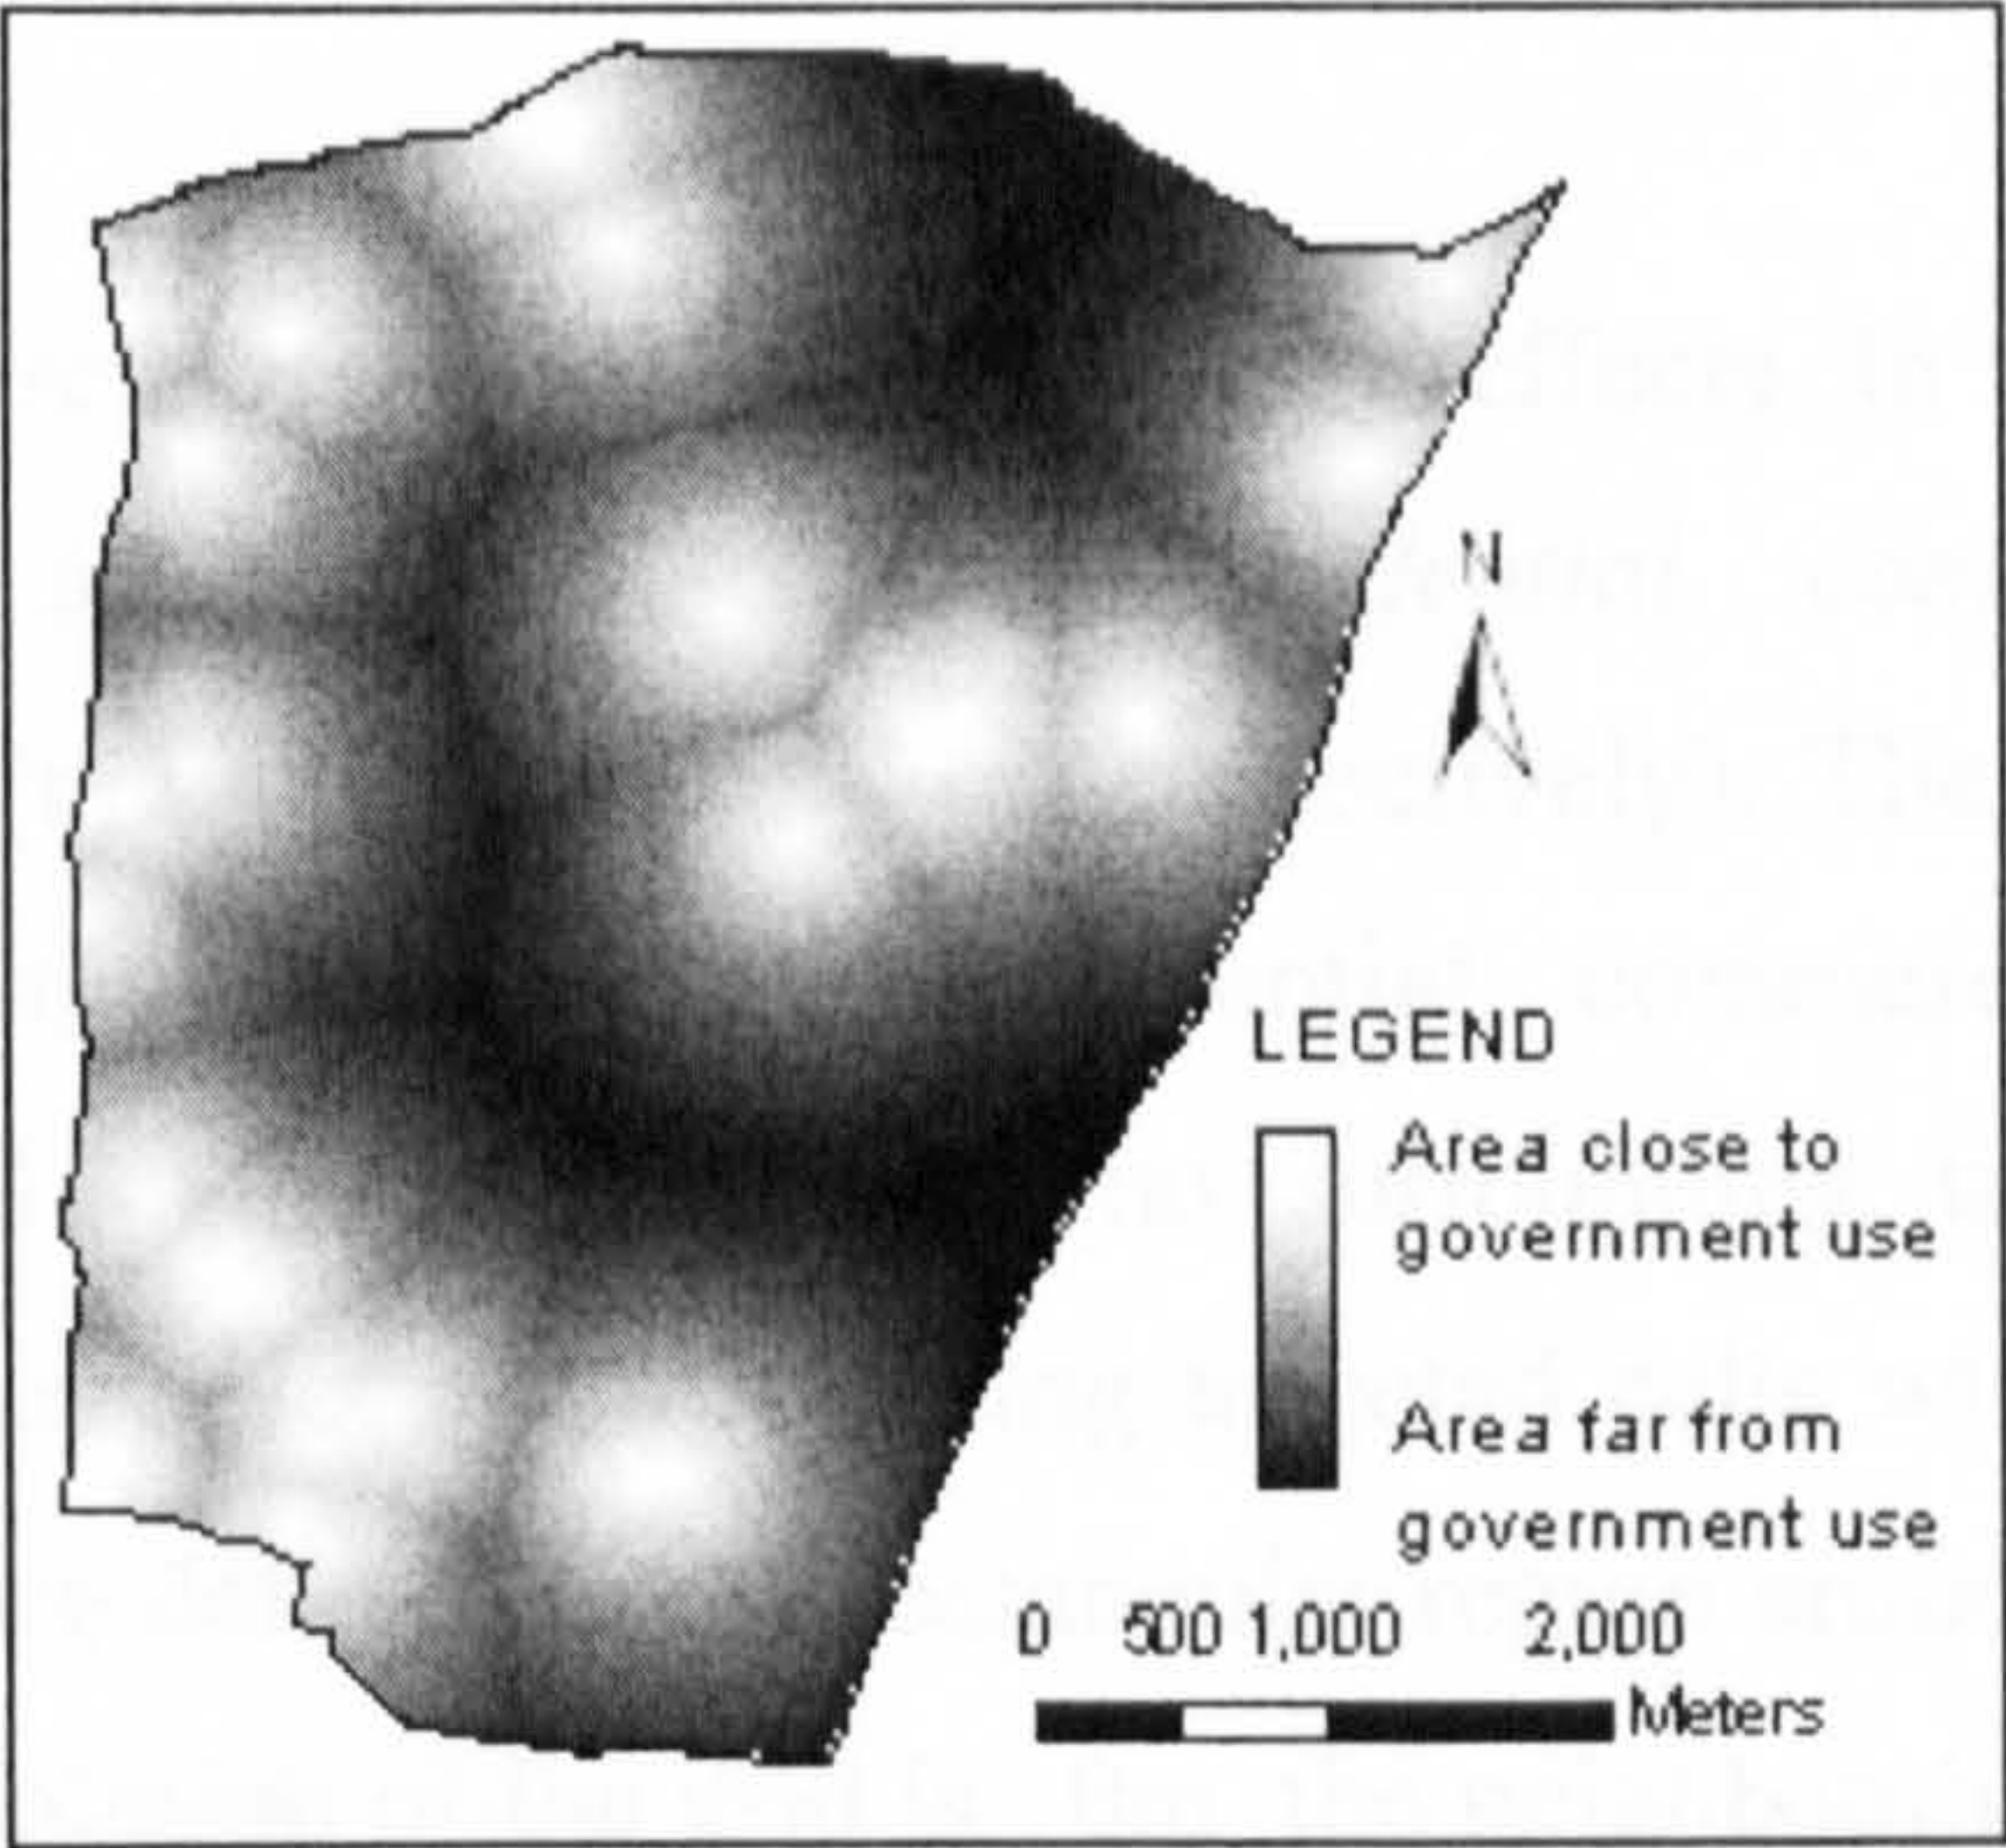 N
LEGEND
Area close to
government use
Area far from
government use
0 500 1,000 2,000
Meters